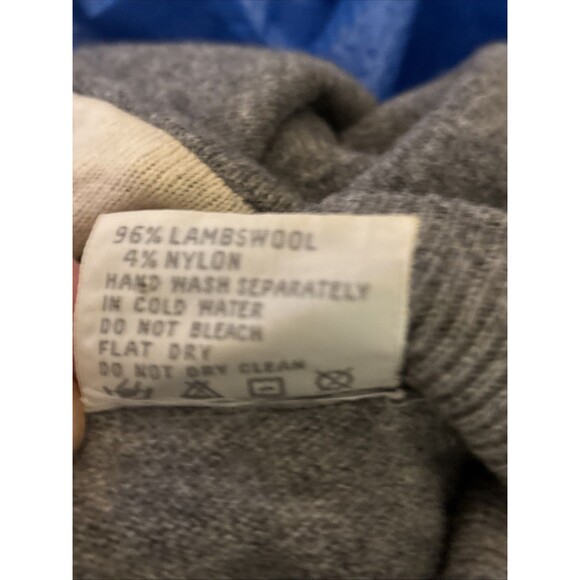 96% LAMBSWOOL
4% NYLON
HAND WASH SEPARATELY
IN COLD WATER
DO NOT BLEACH
FLAT DRY
DO NOT DRY CLEAN